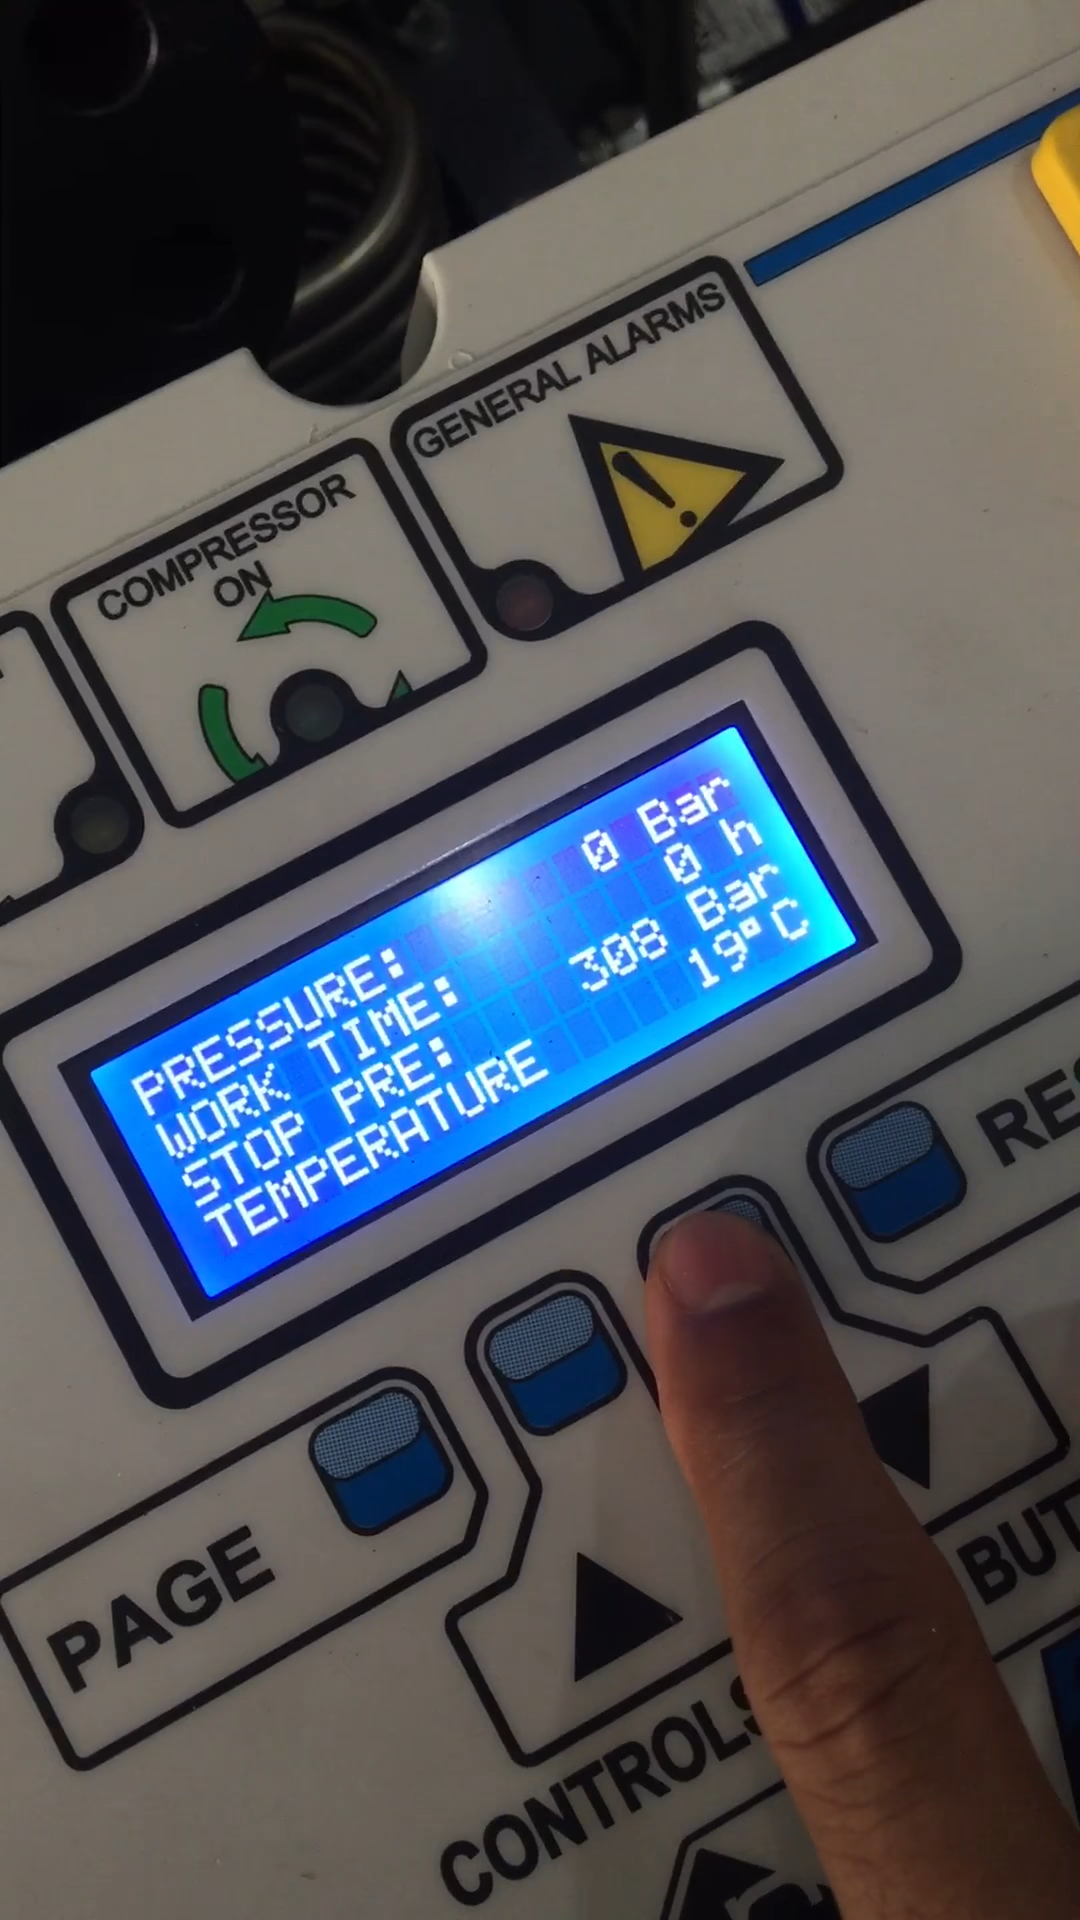 GENERAL ALARMS
COMPRESSOR
ON
PRESSURE: 0 Bar
WORK TIME: 0 h
STOP PRE: 308 Bar
TEMPERATURE 19°C
PAGE
CONTROLS